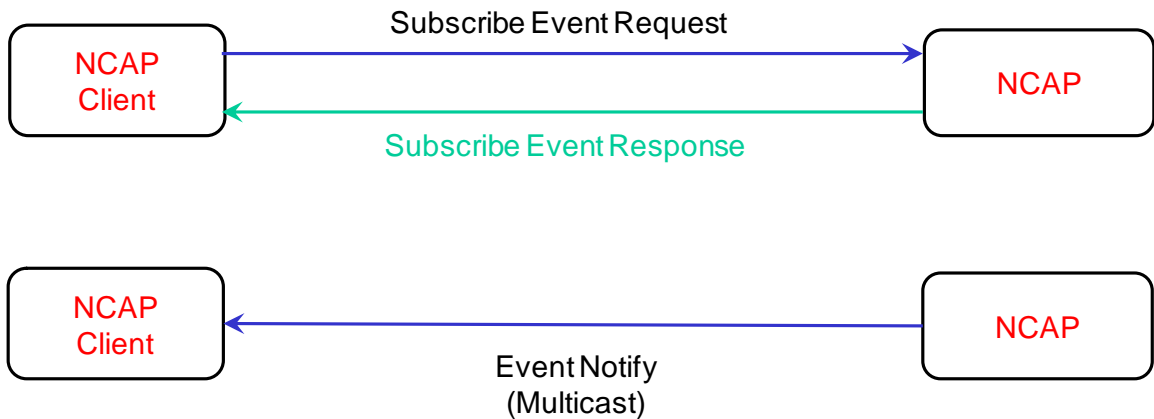 Subscribe Event Request
NCAP
Client
NCAP
Subscribe Event Response
NCAP
Client
NCAP
Event Notify
(Multicast)